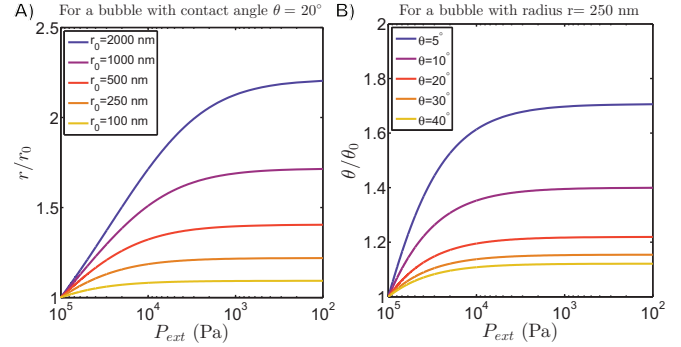 A)
For a bubble with contact angle θ = 20°
2.5
2
1.5
1
r/r₀
r₀=2000 nm
r₀=1000 nm
r₀=500 nm
r₀=250 nm
r₀=100 nm
10⁵
10⁴
10³
10²
P_ext (Pa)
B)
For a bubble with radius r= 250 nm
2
1.8
1.6
1.4
1.2
1
θ/θ₀
θ=5°
θ=10°
θ=20°
θ=30°
θ=40°
10⁵
10⁴
10³
10²
P_ext (Pa)